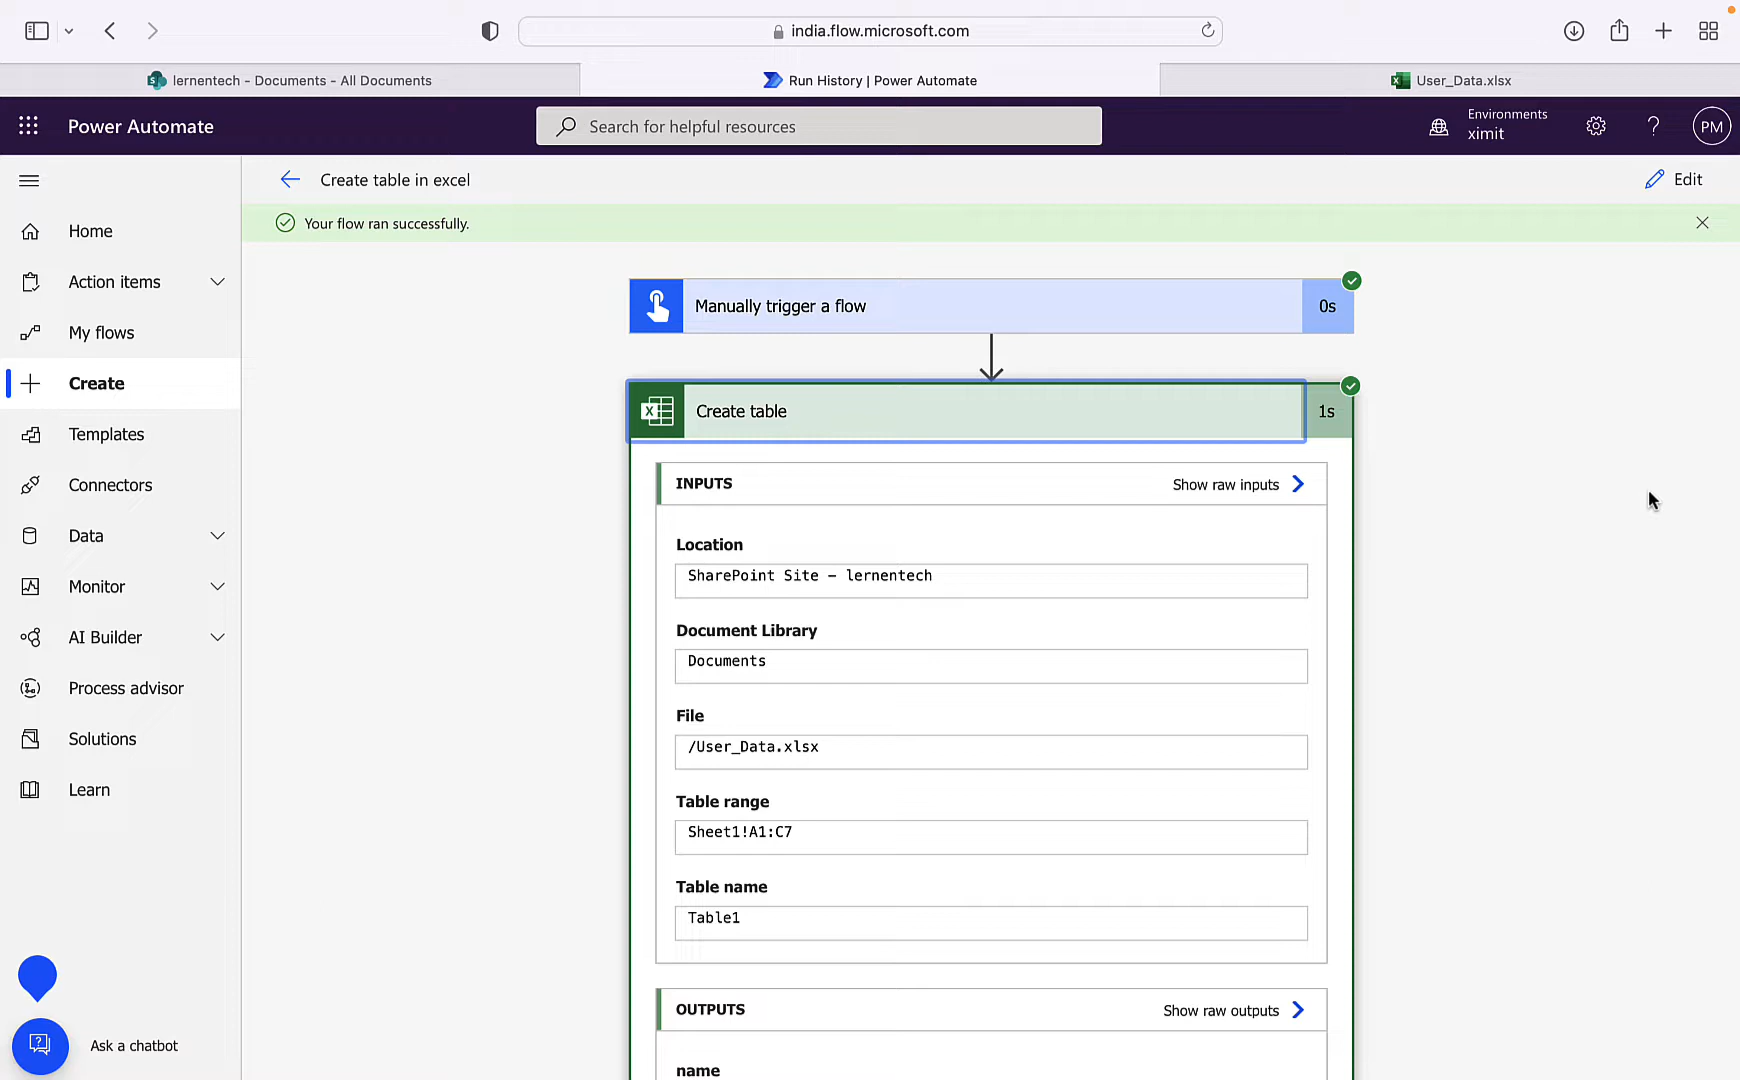 india.flow.microsoft.com
lernentech - Documents - All Documents
Run History | Power Automate
User_Data.xlsx
Power Automate
Search for helpful resources
Environments
ximit
?
PM
Create table in excel
Edit
Your flow ran successfully.
Home
Action items
My flows
Create
Templates
Connectors
Data
Monitor
AI Builder
Process advisor
Solutions
Learn
Ask a chatbot
Manually trigger a flow
0s
Create table
1s
INPUTS
Show raw inputs
Location
SharePoint Site - lernentech
Document Library
Documents
File
/User_Data.xlsx
Table range
Sheet1!A1:C7
Table name
Table1
OUTPUTS
Show raw outputs
name